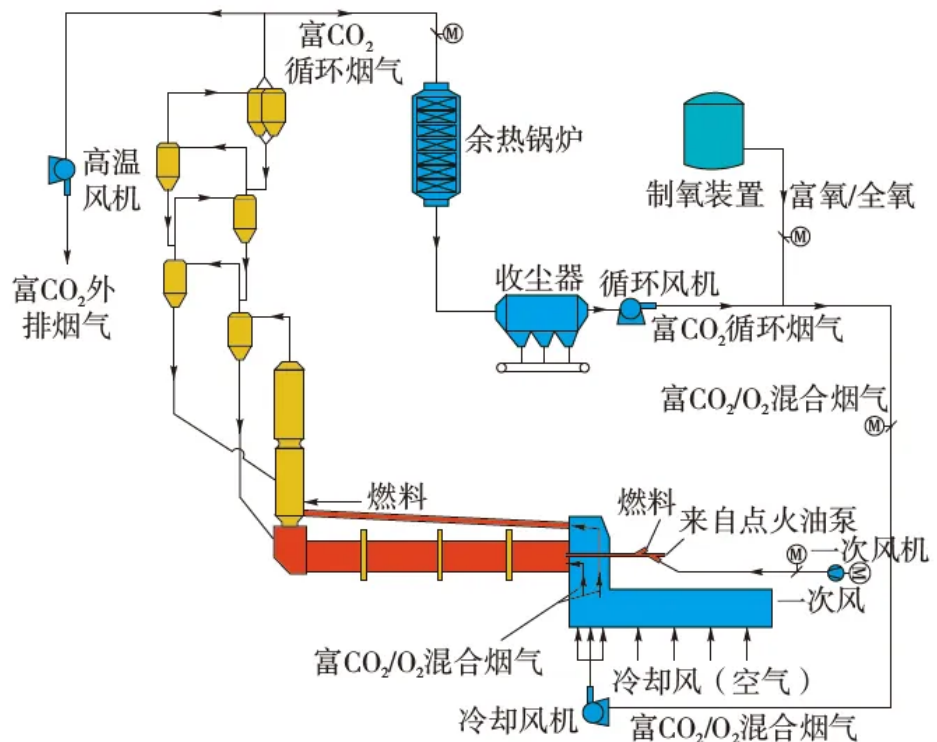 富CO₂
循环烟气
M
高温
风机
富CO₂外
排烟气
余热锅炉
制氧装置
富氧/全氧
M
收尘器
循环风机
富CO₂循环烟气
富CO₂/O₂混合烟气
M
燃料
燃料
来自点火油泵
M
一次风机
M
一次风
富CO₂/O₂混合烟气
冷却风（空气）
冷却风机
富CO₂/O₂混合烟气